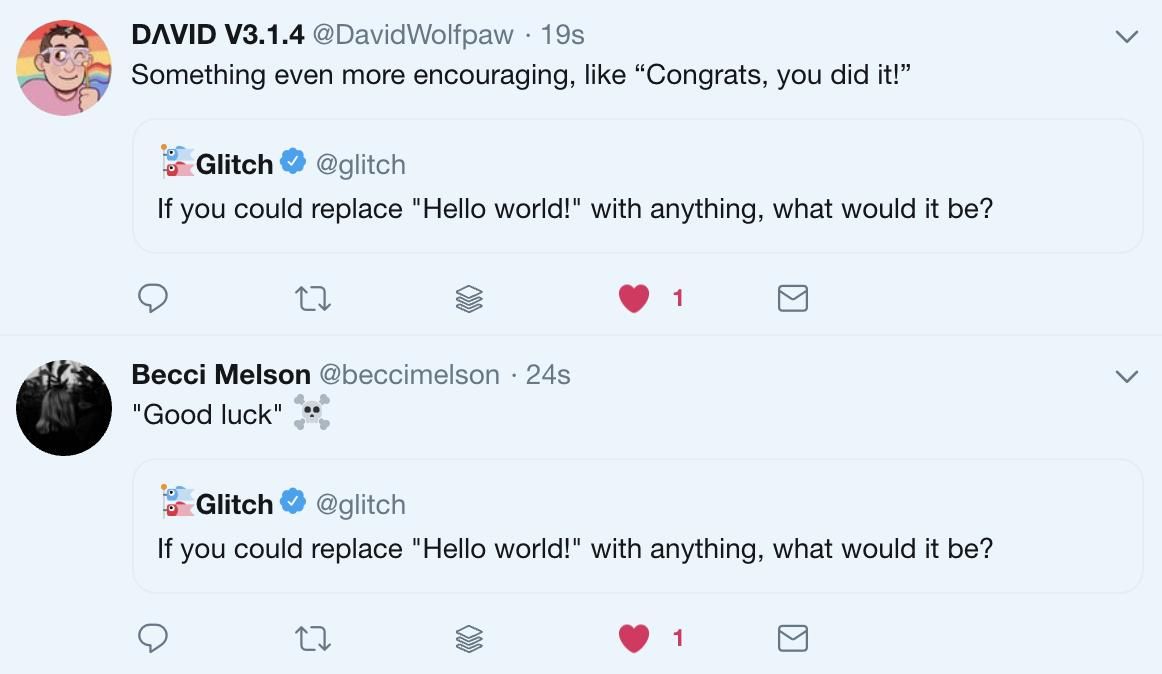 DΛVID V3.1.4 @DavidWolfpaw · 19s
Something even more encouraging, like “Congrats, you did it!”
Glitch @glitch
If you could replace "Hello world!" with anything, what would it be?
1
Becci Melson @beccimelson · 24s
"Good luck" ☠️
Glitch @glitch
If you could replace "Hello world!" with anything, what would it be?
1